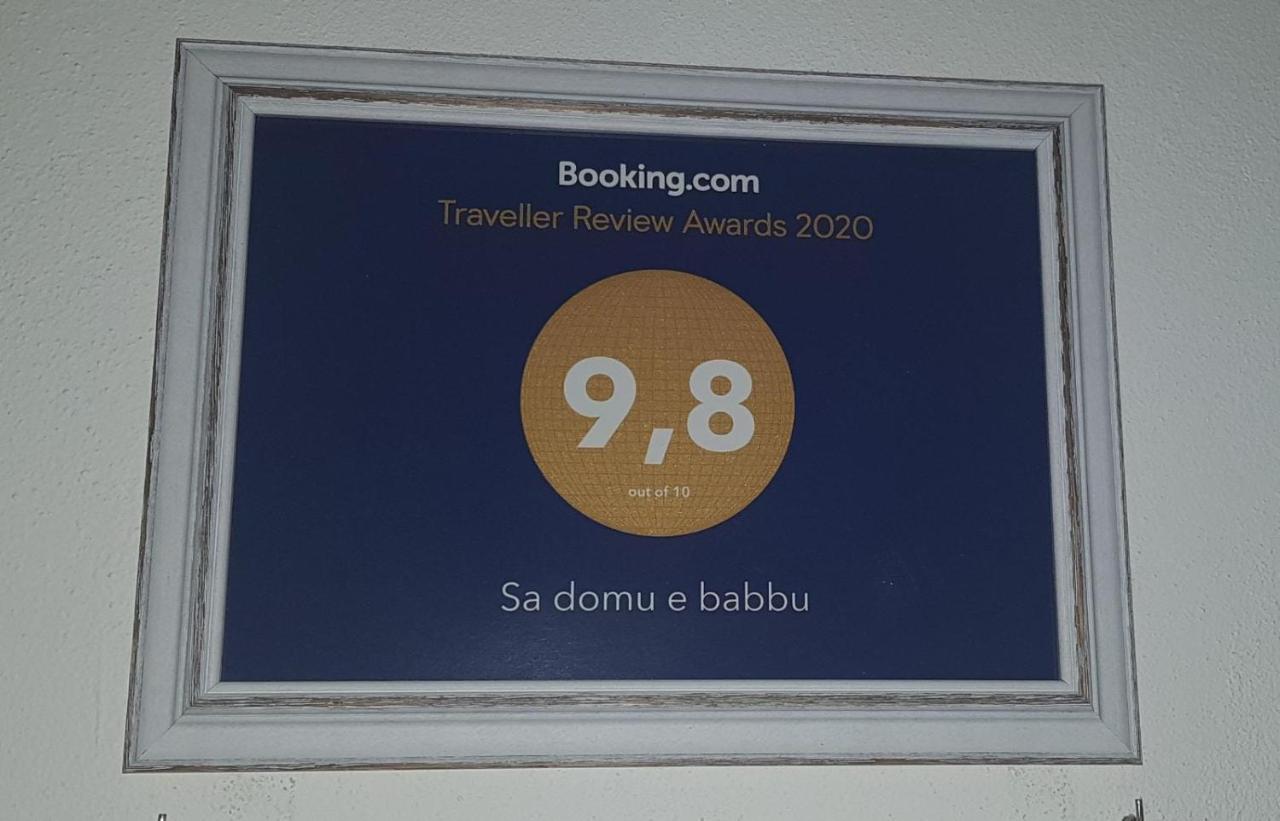 Booking.com
Traveller Review Awards 2020
9,8
out of 10
Sa domu e babbu